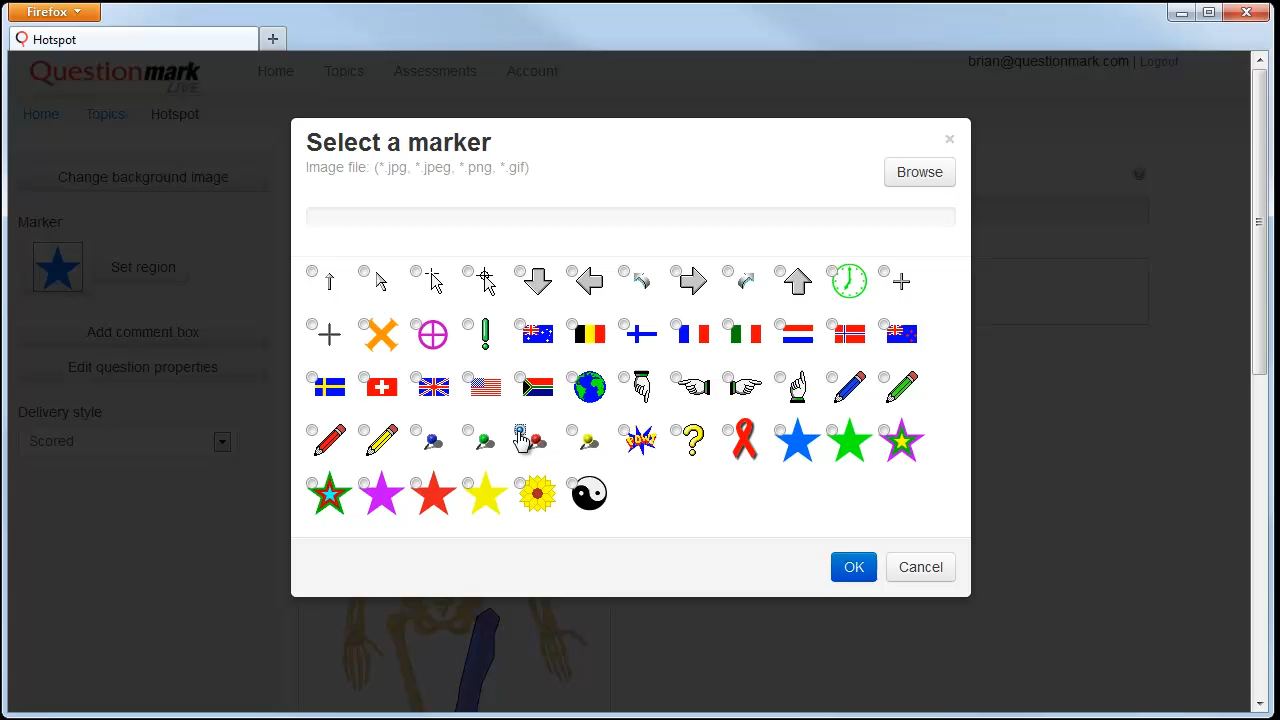 Firefox
Hotspot
Questionmark
LIVE
Home Topics Assessments Account
brian@questionmark.com | Logout
Home Topics Hotspot
Select a marker
×
Image file: (*.jpg, *.jpeg, *.png, *.gif)
Browse
Change background image
Marker
Set region
Add comment box
Edit question properties
Delivery style
Scored
POW!
?
OK Cancel